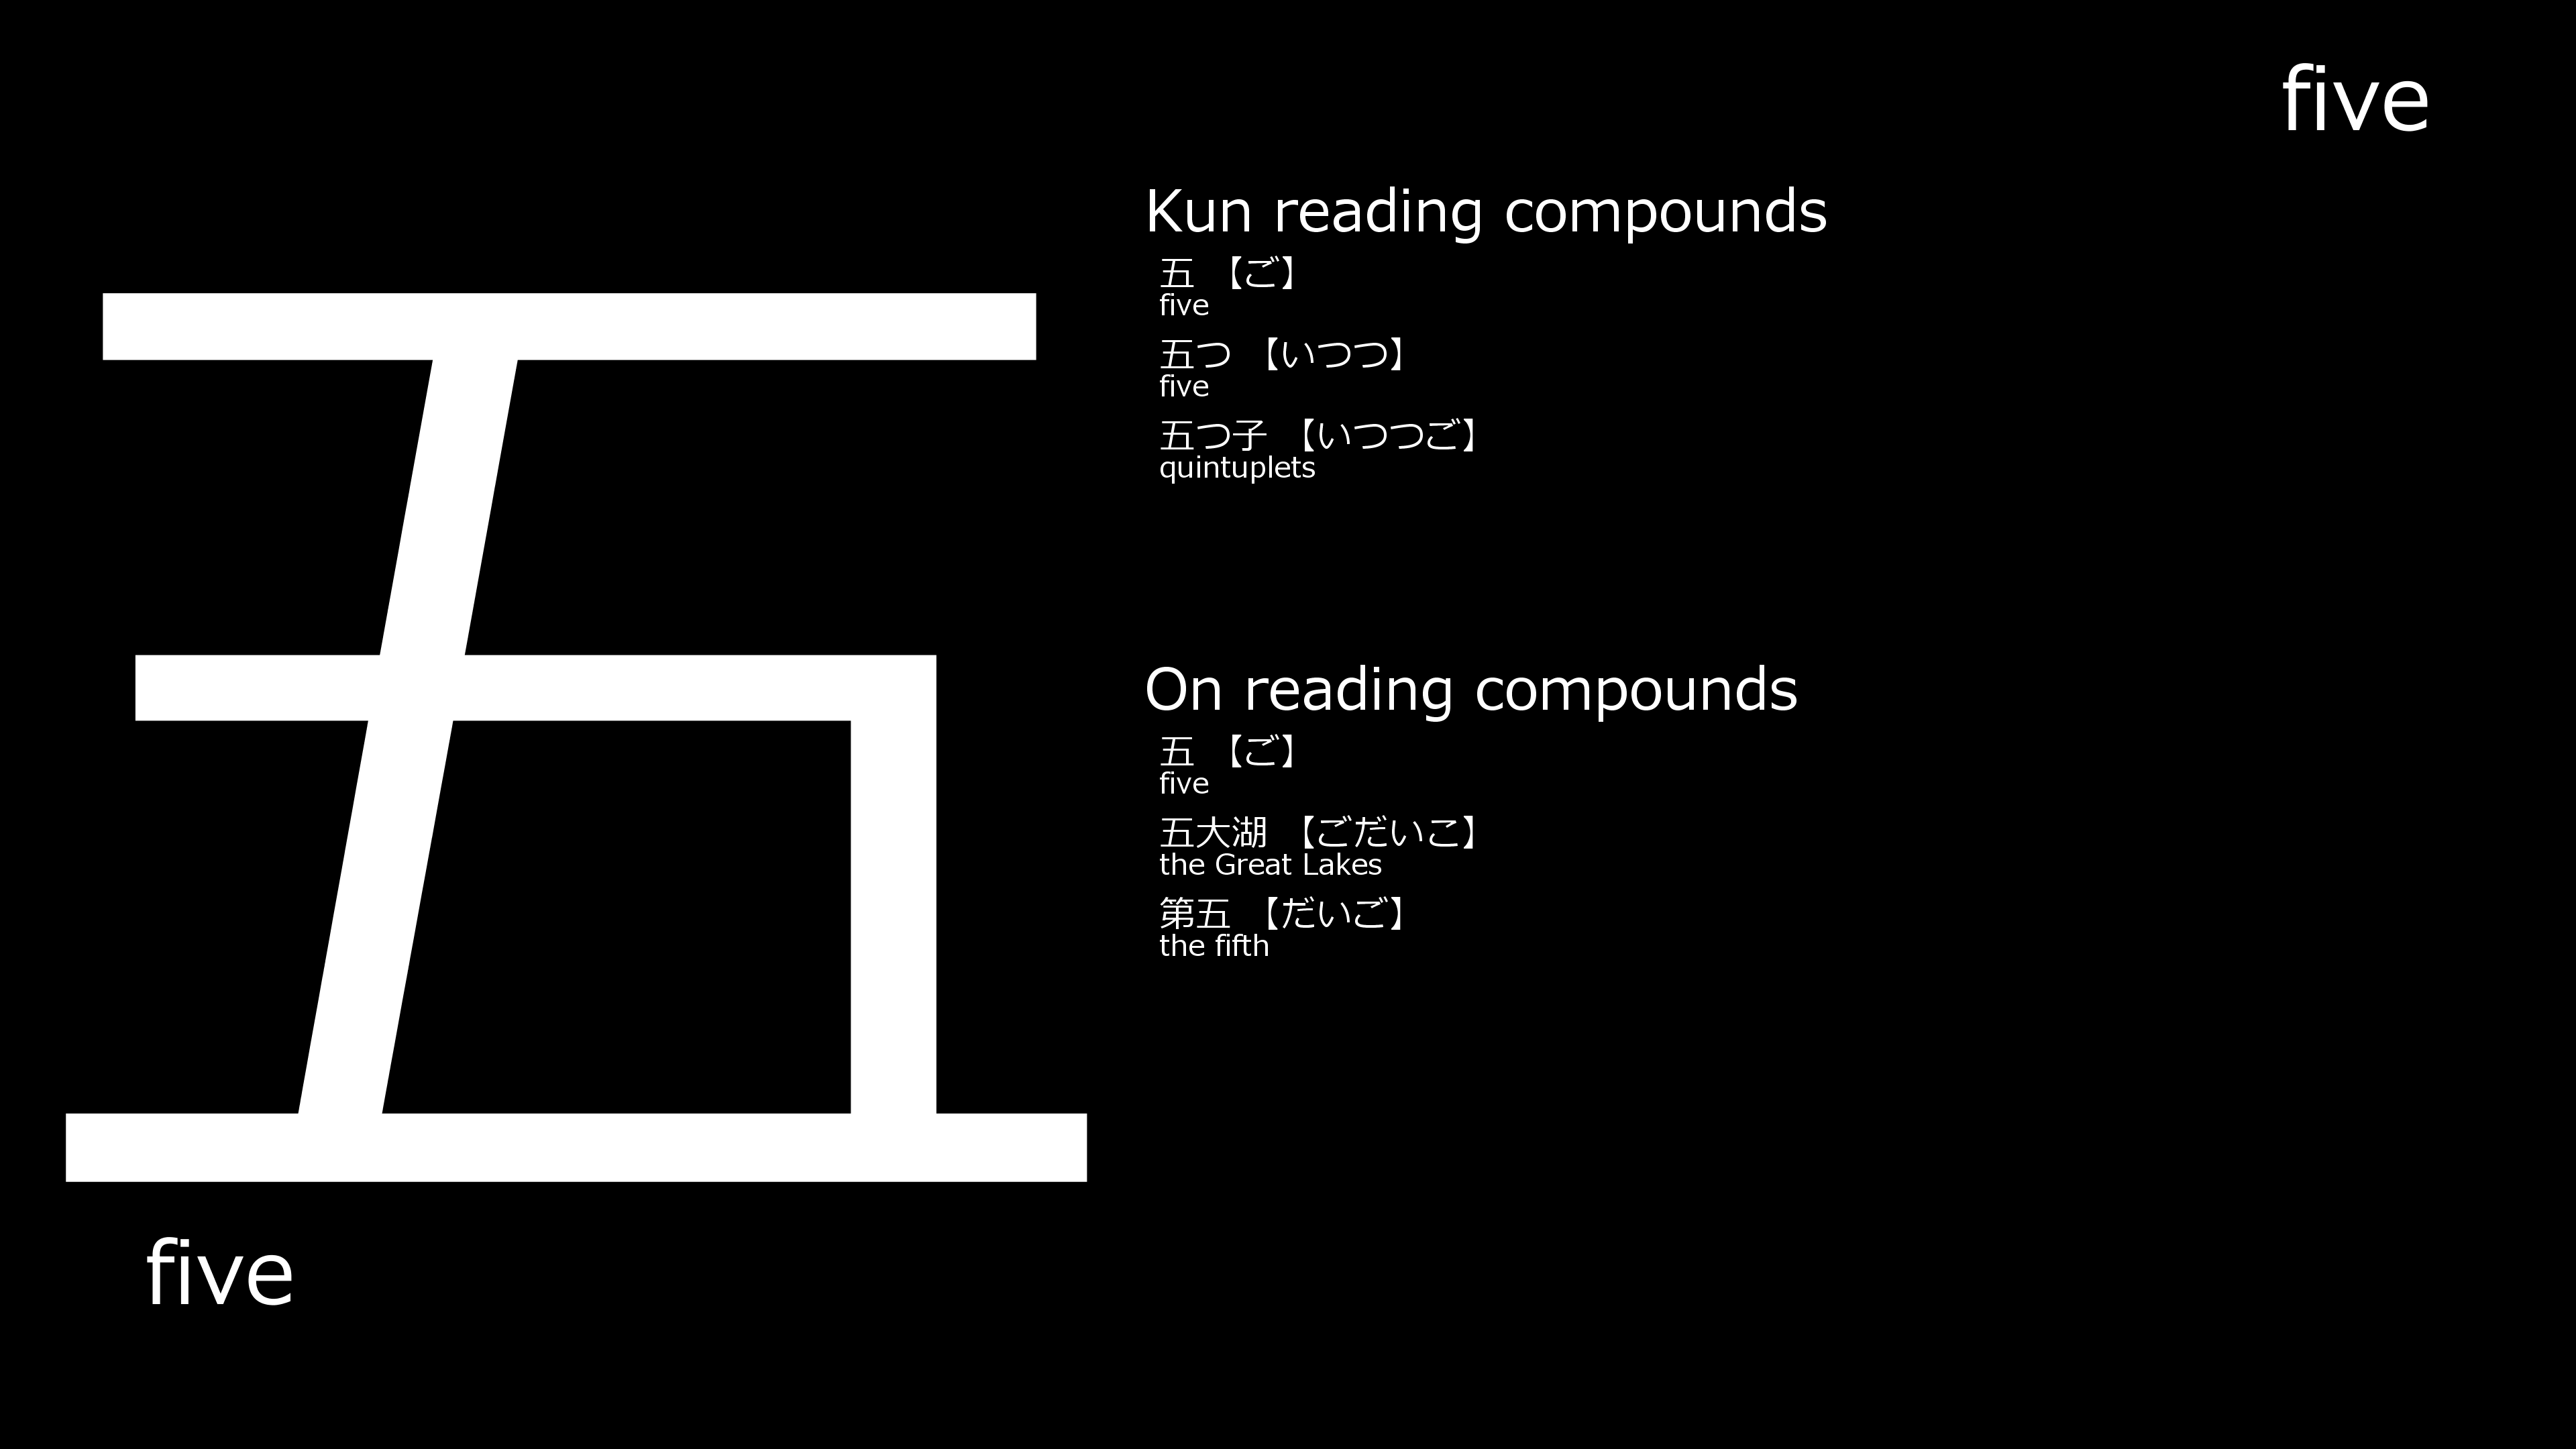 five
五
five
Kun reading compounds
五 【ご】
five
五つ 【いつつ】
five
五つ子 【いつつご】
quintuplets
On reading compounds
五 【ご】
five
五大湖 【ごだいこ】
the Great Lakes
第五 【だいご】
the fifth